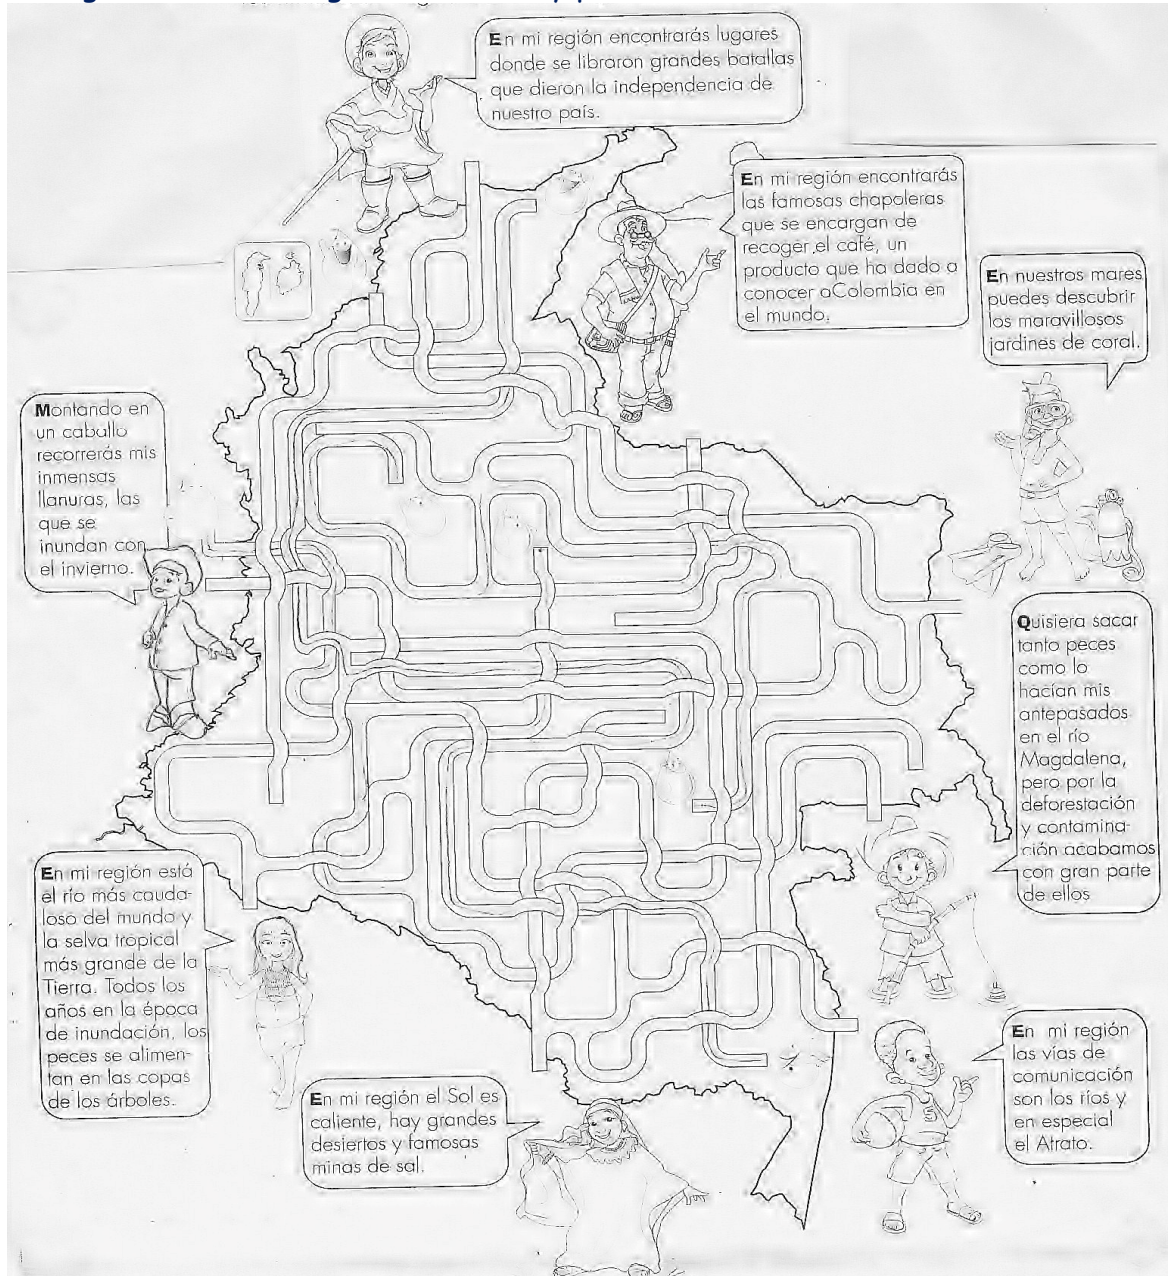 En mi región encontrarás lugares
donde se libraron grandes batallas
que dieron la independencia de
nuestro país.
En mi región encontrarás
las famosas chapoleras
que se encargan de
recoger el café, un
producto que ha dado a
conocer aColombia en
el mundo.
En nuestros mares
puedes descubrir
los maravillosos
jardines de coral.
Montando en
un caballo
recorrerás mis
inmensas
llanuras, las
que se
inundan con
el invierno.
Quisiera sacar
tanto peces
como lo
hacían mis
antepasados
en el río
Magdalena,
pero por la
deforestación
y contamina-
ción acabamos
con gran parte
de ellos
En mi región está
el río más cauda-
loso del mundo y
la selva tropical
más grande de la
Tierra. Todos los
años en la época
de inundación, los
peces se alimen-
tan en las copas
de los árboles.
En mi región
las vías de
comunicación
son los ríos y
en especial
el Atrato.
En mi región el Sol es
caliente, hay grandes
desiertos y famosas
minas de sal.